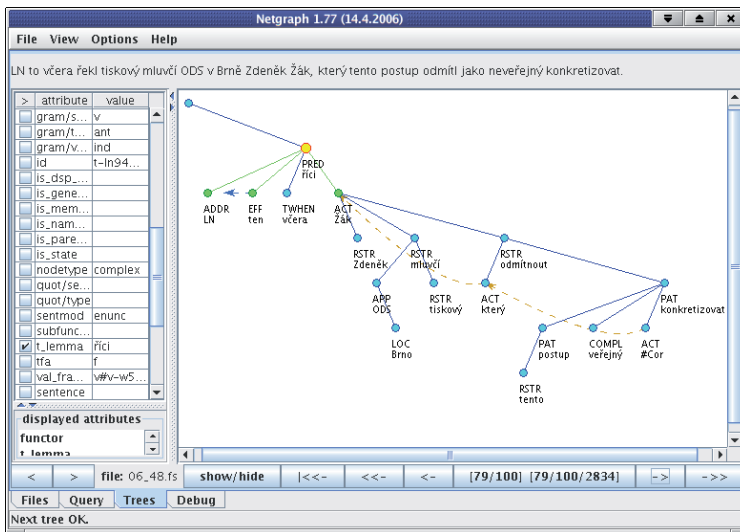 Netgraph 1.77 (14.4.2006)
File View Options Help
LN to včera řekl tiskový mluvčí ODS v Brně Zdeněk Žák, který tento postup odmítl jako neveřejný konkretizovat.
> attribute value
gram/s... v
gram/t... ant
gram/v... ind
id t-ln94...
is_dsp_...
is_gene...
is_mem...
is_nam...
is_pare...
is_state
nodetype complex
quot/se...
quot/type
sentmod enunc
subfunc...
t_lemma říci
tfa f
val_fra... v#v-w5...
sentence
displayed attributes
functor
t_lemma
PRED
říci
ADDR
LN
EFF
ten
TWHEN
včera
ACT
Žák
RSTR
Zdeněk
RSTR
mluvčí
RSTR
odmítnout
APP
ODS
RSTR
tiskový
ACT
který
PAT
konkretizovat
LOC
Brno
PAT
postup
COMPL
veřejný
ACT
#Cor
RSTR
tento
< > file: 06_48.fs show/hide |<<- <<- <- [79/100] [79/100/2834] -> ->>
Files Query Trees Debug
Next tree OK.